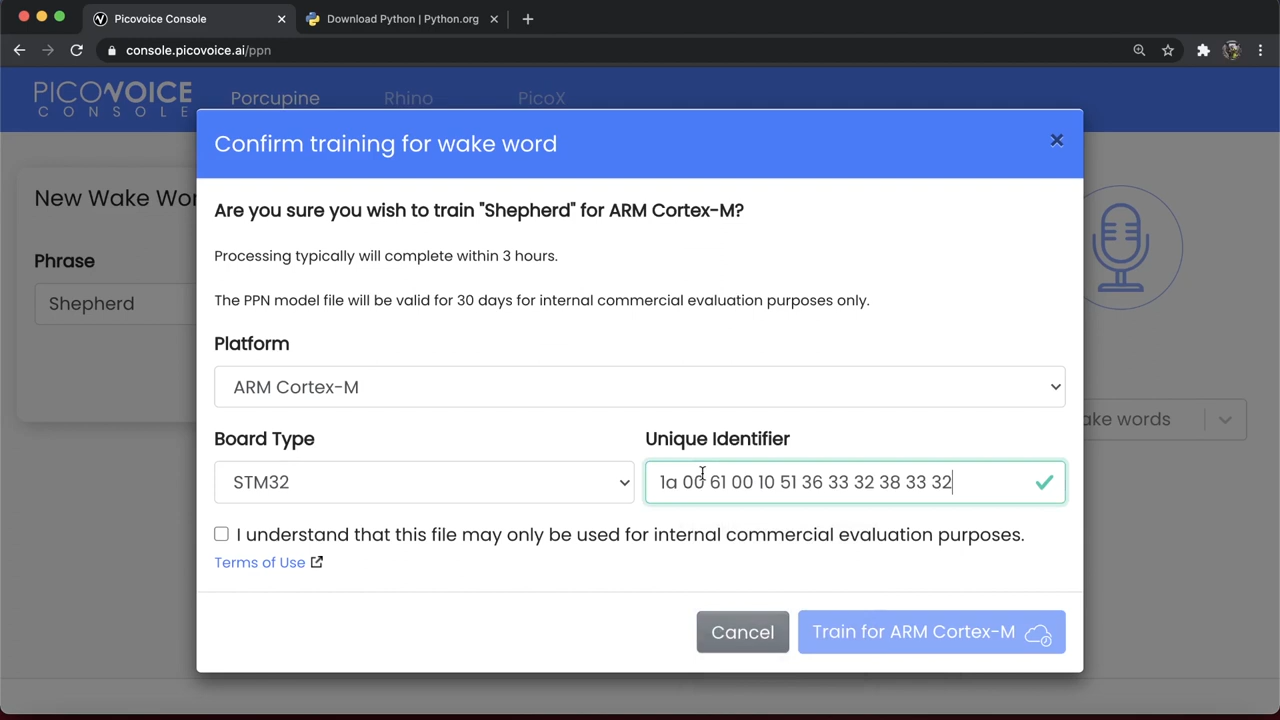 Picovoice Console
Download Python | Python.org
console.picovoice.ai/ppn
PICOVOICE
CONSOLE
Porcupine
Rhino
PicoX
Confirm training for wake word
New Wake Wor
Are you sure you wish to train "Shepherd" for ARM Cortex-M?
Processing typically will complete within 3 hours.
Phrase
Shepherd
The PPN model file will be valid for 30 days for internal commercial evaluation purposes only.
Platform
ARM Cortex-M
ake words
Board Type
Unique Identifier
STM32
1a 00 61 00 10 51 36 33 32 38 33 32
I understand that this file may only be used for internal commercial evaluation purposes.
Terms of Use
Cancel
Train for ARM Cortex-M